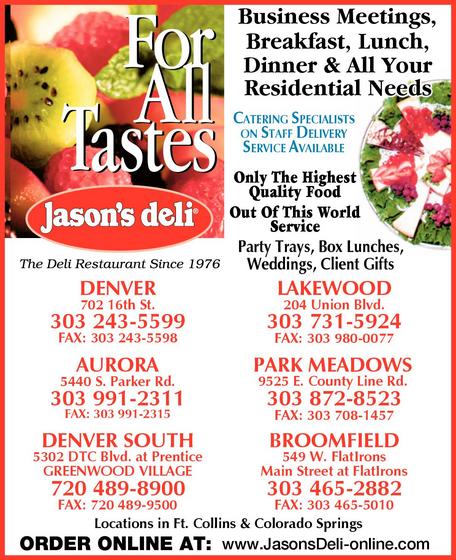 For
All
Tastes
Jason's deli®
The Deli Restaurant Since 1976
Business Meetings,
Breakfast, Lunch,
Dinner & All Your
Residential Needs
CATERING SPECIALISTS
ON STAFF DELIVERY
SERVICE AVAILABLE
Only The Highest
Quality Food
Out Of This World
Service
Party Trays, Box Lunches,
Weddings, Client Gifts
DENVER
702 16th St.
303 243-5599
FAX: 303 243-5598
LAKEWOOD
204 Union Blvd.
303 731-5924
FAX: 303 980-0077
AURORA
5440 S. Parker Rd.
303 991-2311
FAX: 303 991-2315
PARK MEADOWS
9525 E. County Line Rd.
303 872-8523
FAX: 303 708-1457
DENVER SOUTH
5302 DTC Blvd. at Prentice
GREENWOOD VILLAGE
720 489-8900
FAX: 720 489-9500
BROOMFIELD
549 W. FlatIrons
Main Street at FlatIrons
303 465-2882
FAX: 303 465-5010
Locations in Ft. Collins & Colorado Springs
ORDER ONLINE AT: www.JasonsDeli-online.com